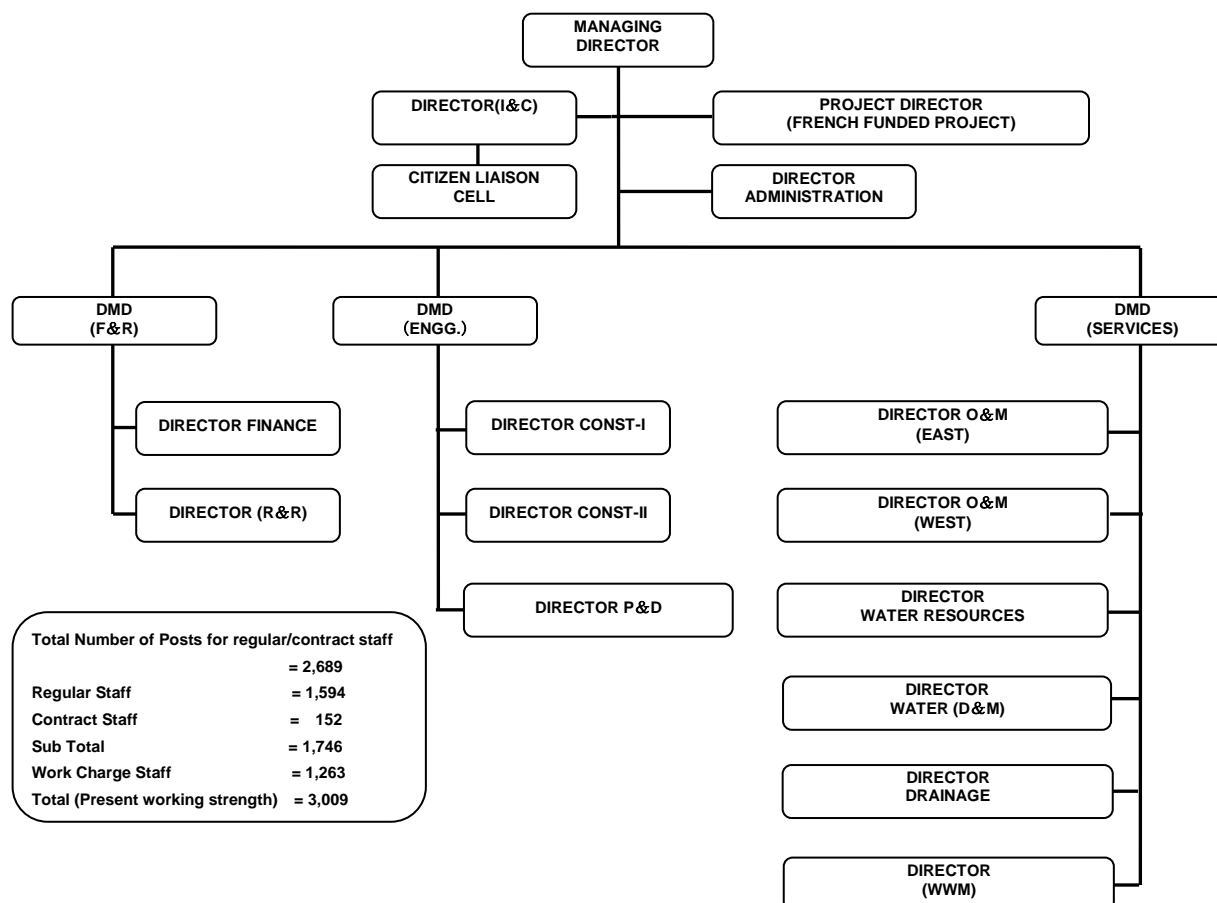 MANAGING
DIRECTOR
DIRECTOR(I&C)
PROJECT DIRECTOR
(FRENCH FUNDED PROJECT)
CITIZEN LIAISON
CELL
DIRECTOR
ADMINISTRATION
DMD
(F&R)
DMD
(ENGG.)
DMD
(SERVICES)
DIRECTOR FINANCE
DIRECTOR (R&R)
DIRECTOR CONST-I
DIRECTOR CONST-II
DIRECTOR P&D
DIRECTOR O&M
(EAST)
DIRECTOR O&M
(WEST)
DIRECTOR
WATER RESOURCES
DIRECTOR
WATER (D&M)
DIRECTOR
DRAINAGE
DIRECTOR
(WWM)
Total Number of Posts for regular/contract staff
= 2,689
Regular Staff = 1,594
Contract Staff = 152
Sub Total = 1,746
Work Charge Staff = 1,263
Total (Present working strength) = 3,009